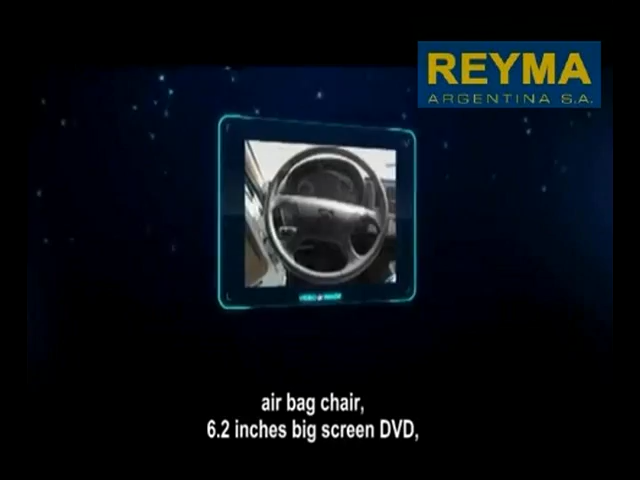 REYMA
ARGENTINA S.A.
air bag chair,
6.2 inches big screen DVD,